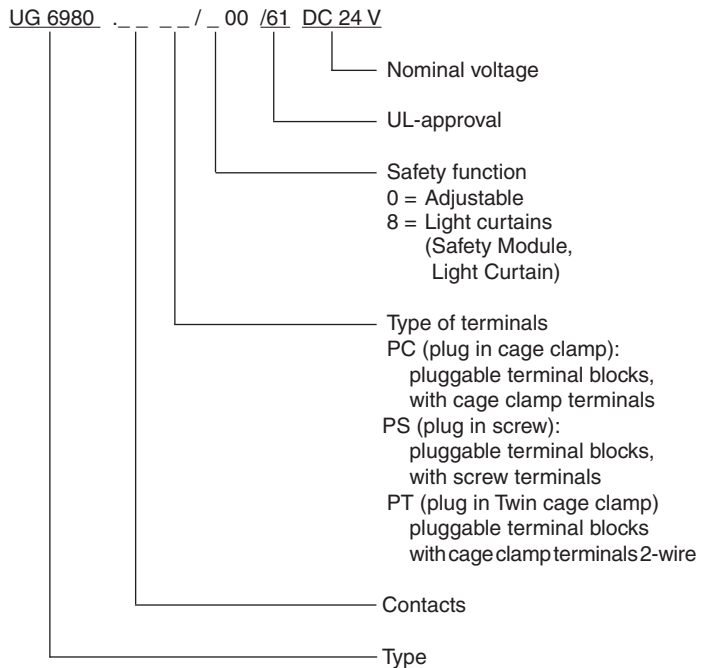 UG 6980 ._ _ _ _ / _ 00 /61 DC 24 V
Nominal voltage
UL-approval
Safety function
0 = Adjustable
8 = Light curtains
(Safety Module,
Light Curtain)
Type of terminals
PC (plug in cage clamp):
pluggable terminal blocks,
with cage clamp terminals
PS (plug in screw):
pluggable terminal blocks,
with screw terminals
PT (plug in Twin cage clamp)
pluggable terminal blocks
with cage clamp terminals 2-wire
Contacts
Type